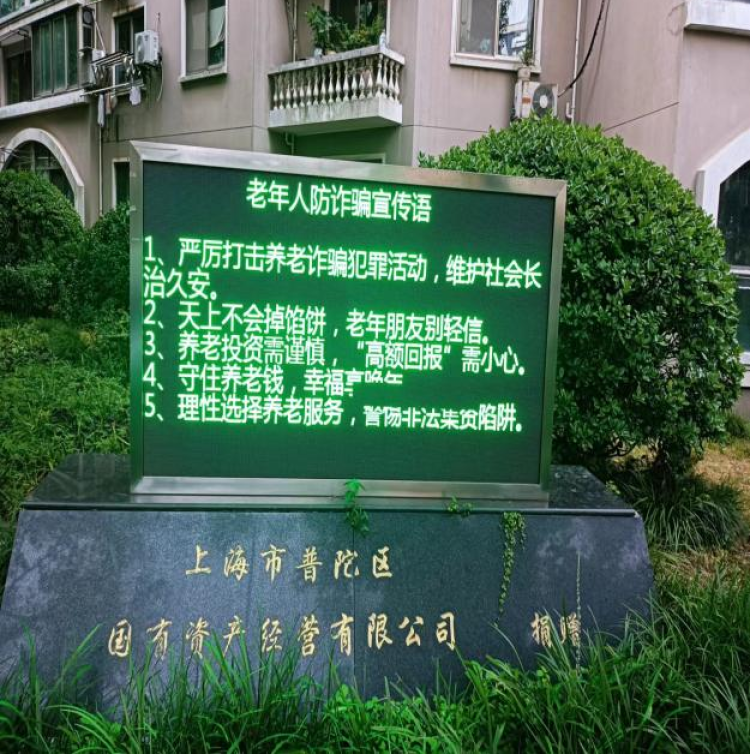 老年人防诈骗宣传语
1、严厉打击养老诈骗犯罪活动，维护社会长
治久安。
2、天上不会掉馅饼，老年朋友别轻信。
3、养老投资需谨慎，“高额回报”需小心。
4、守住养老钱，幸福享晚年
5、理性选择养老服务，警惕非法集资陷阱。
上海市普陀区
国有资产经营有限公司 捐赠